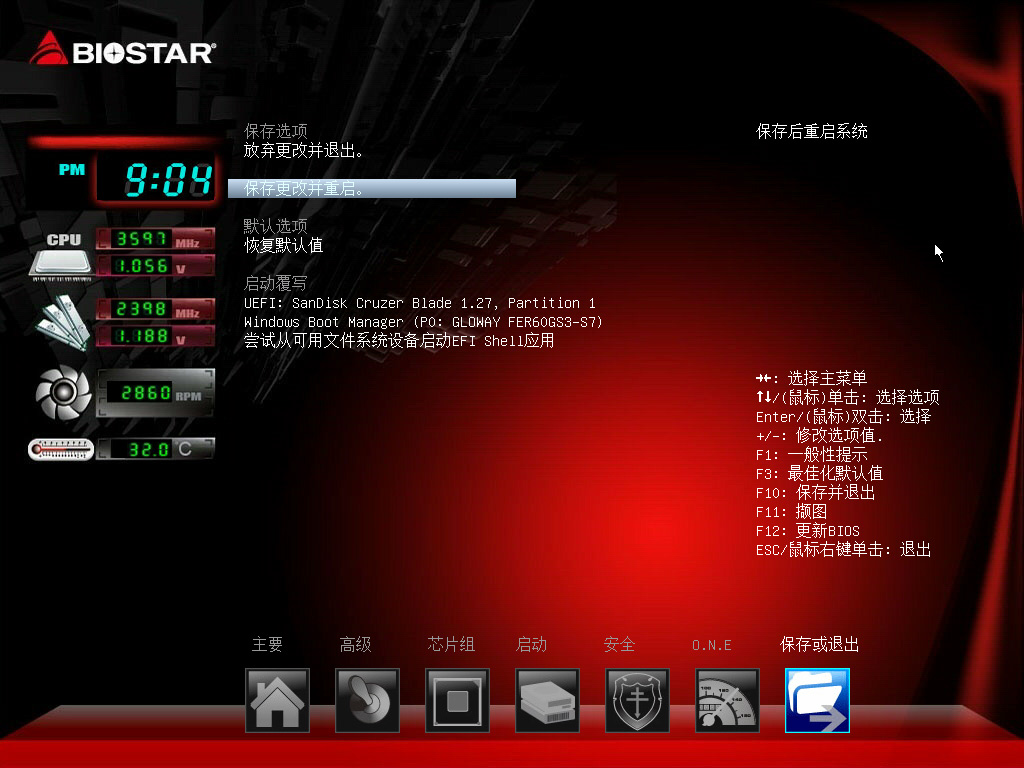 BIOSTAR
保存选项
放弃更改并退出。
保存更改并重启。
默认选项
恢复默认值
启动覆写
UEFI: SanDisk Cruzer Blade 1.27, Partition 1
Windows Boot Manager (P0: GLOWAY FER60GS3-S7)
尝试从可用文件系统设备启动EFI Shell应用
保存后重启系统
PM 9:04
CPU 3597 MHz
1.056 V
2398 MHz
1.188 V
2860 RPM
32.0 C
→←: 选择主菜单
↑↓/(鼠标)单击: 选择选项
Enter/(鼠标)双击: 选择
+/-: 修改选项值.
F1: 一般性提示
F3: 最佳化默认值
F10: 保存并退出
F11: 撷图
F12: 更新BIOS
ESC/鼠标右键单击: 退出
主要
高级
芯片组
启动
安全
O.N.E
保存或退出